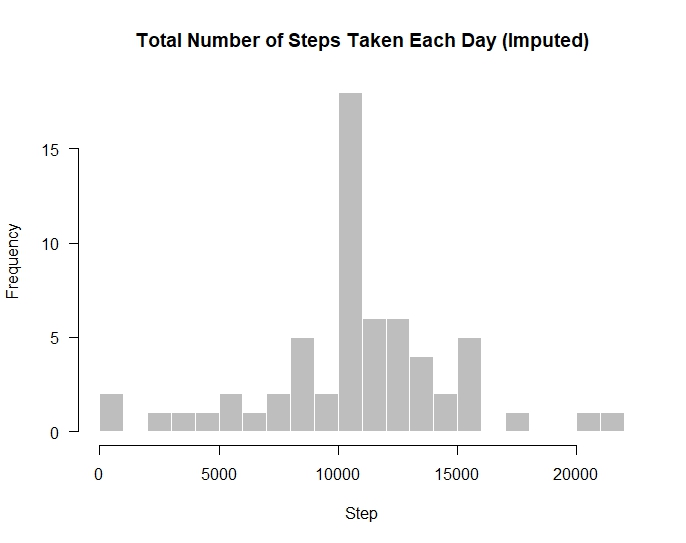 Total Number of Steps Taken Each Day (Imputed)
15
10
5
0
Frequency
0 5000 10000 15000 20000
Step